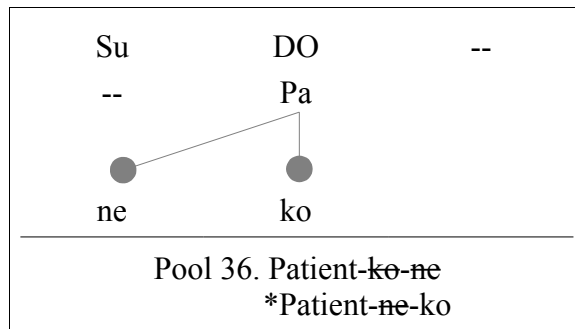 Su DO --
-- Pa
ne ko
Pool 36. Patient-ko-ne
*Patient-ne-ko